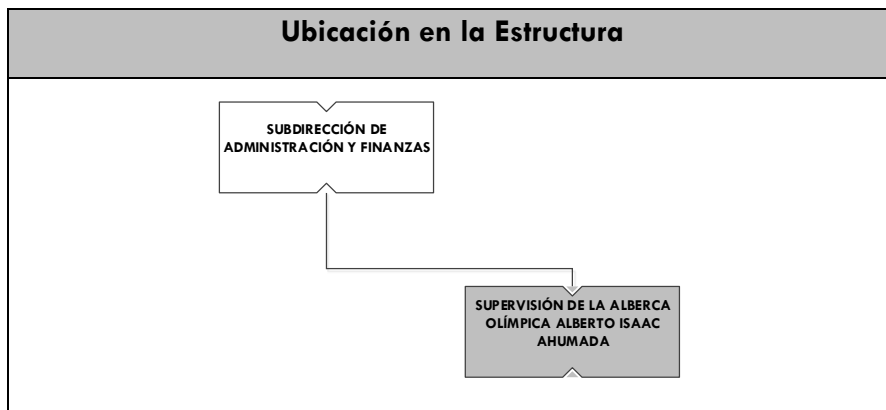 Ubicación en la Estructura
SUBDIRECCIÓN DE
ADMINISTRACIÓN Y FINANZAS
SUPERVISIÓN DE LA ALBERCA
OLÍMPICA ALBERTO ISAAC
AHUMADA